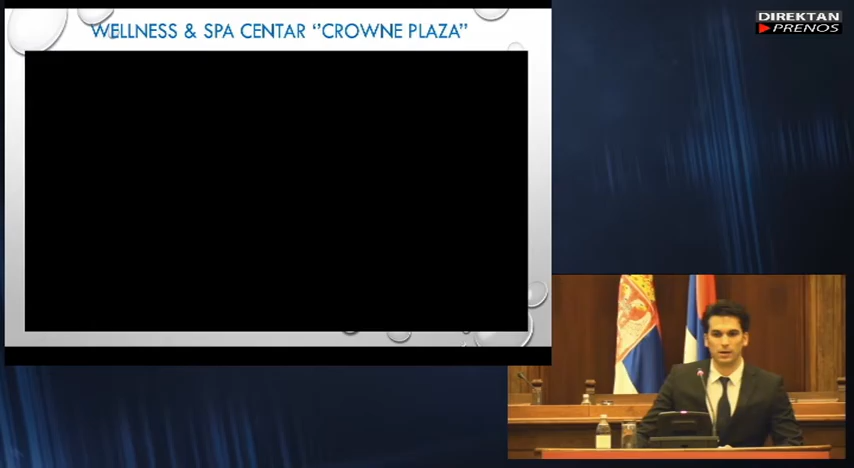 WELLNESS & SPA CENTAR ‘’CROWNE PLAZA’’
DIREKTAN
PRENOS